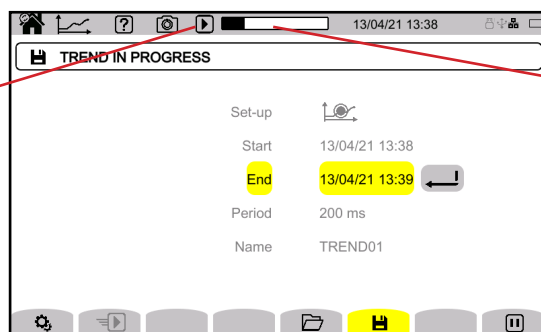 13/04/21 13:38
TREND IN PROGRESS
Set-up
Start 13/04/21 13:38
End 13/04/21 13:39
Period 200 ms
Name TREND01